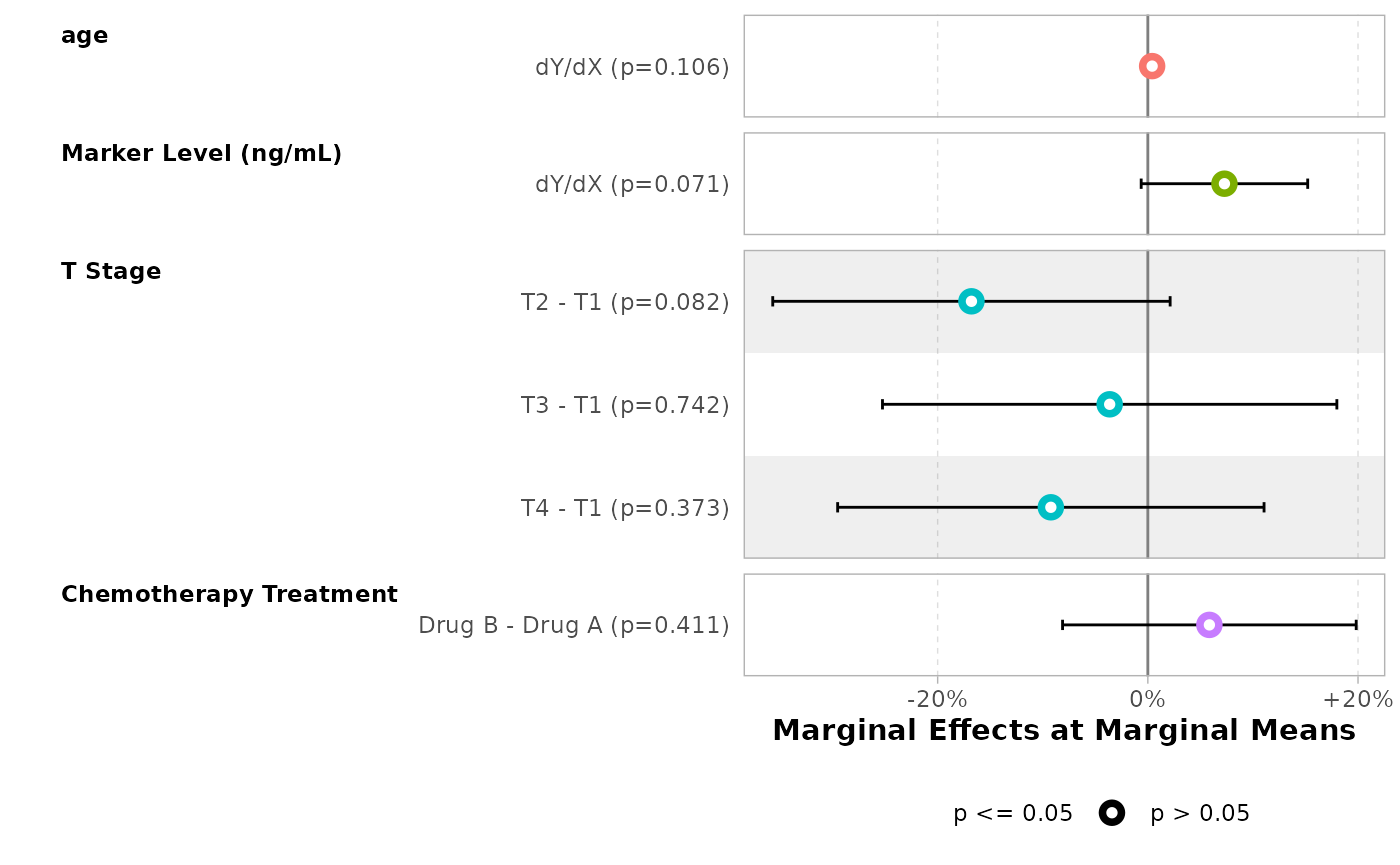 age
dY/dX (p=0.106)
Marker Level (ng/mL)
dY/dX (p=0.071)
T Stage
T2 - T1 (p=0.082)
T3 - T1 (p=0.742)
T4 - T1 (p=0.373)
Chemotherapy Treatment
Drug B - Drug A (p=0.411)
-20% 0% +20%
Marginal Effects at Marginal Means
p <= 0.05 p > 0.05